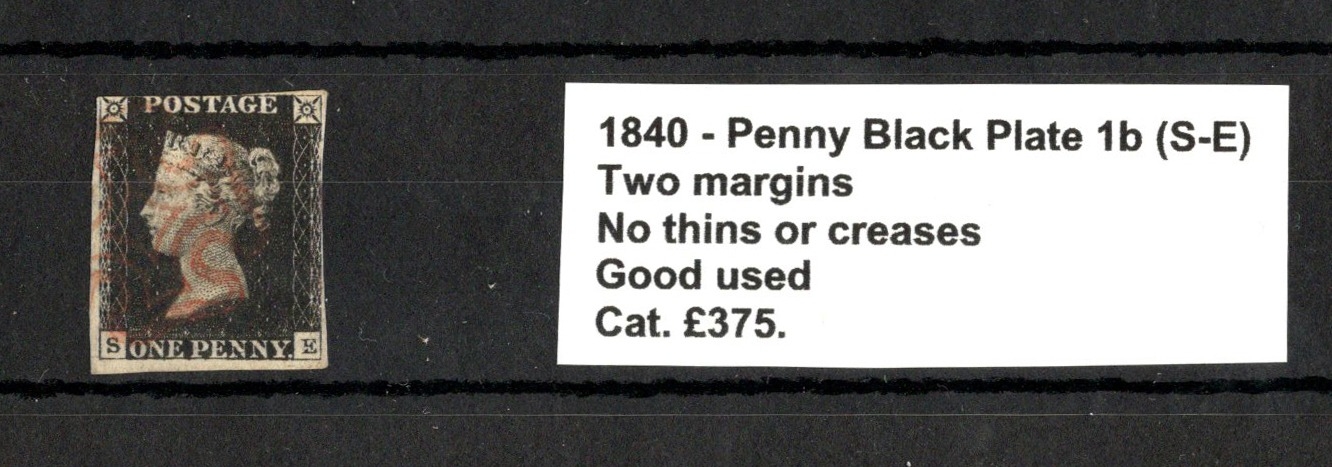 POSTAGE
S ONE PENNY. E
1840 - Penny Black Plate 1b (S-E)
Two margins
No thins or creases
Good used
Cat. £375.